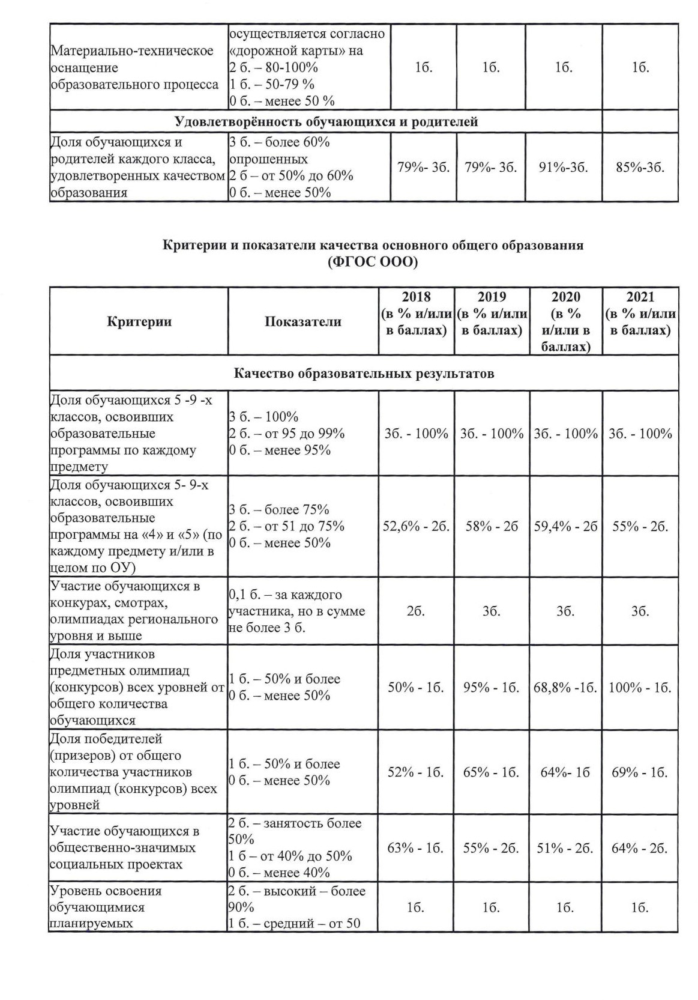 Материально-техническое
оснащение
образовательного процесса
осуществляется согласно
«дорожной карты» на
2 б. – 80-100%
1 б. – 50-79 %
0 б. – менее 50 %
1б.
1б.
1б.
1б.
Удовлетворённость обучающихся и родителей
Доля обучающихся и
родителей каждого класса,
удовлетворенных качеством
образования
3 б. – более 60%
опрошенных
2 б – от 50% до 60%
0 б. – менее 50%
79%- 3б.
79%- 3б.
91%-3б.
85%-3б.
Критерии и показатели качества основного общего образования
(ФГОС ООО)
Критерии
Показатели
2018
(в % и/или
в баллах)
2019
(в % и/или
в баллах)
2020
(в %
и/или в
баллах)
2021
(в % и/или
в баллах)
Качество образовательных результатов
Доля обучающихся 5 -9 -х
классов, освоивших
образовательные
программы по каждому
предмету
3 б. – 100%
2 б. – от 95 до 99%
0 б. – менее 95%
3б. - 100%
3б. - 100%
3б. - 100%
3б. - 100%
Доля обучающихся 5- 9-х
классов, освоивших
образовательные
программы на «4» и «5» (по
каждому предмету и/или в
целом по ОУ)
3 б. – более 75%
2 б. – от 51 до 75%
0 б. – менее 50%
52,6% - 2б.
58% - 2б
59,4% - 2б
55% - 2б.
Участие обучающихся в
конкурах, смотрах,
олимпиадах регионального
уровня и выше
0,1 б. – за каждого
участника, но в сумме
не более 3 б.
2б.
3б.
3б.
3б.
Доля участников
предметных олимпиад
(конкурсов) всех уровней от
общего количества
обучающихся
1 б. – 50% и более
0 б. – менее 50%
50% - 1б.
95% - 1б.
68,8% -1б.
100% - 1б.
Доля победителей
(призеров) от общего
количества участников
олимпиад (конкурсов) всех
уровней
1 б. – 50% и более
0 б. – менее 50%
52% - 1б.
65% - 1б.
64%- 1б
69% - 1б.
Участие обучающихся в
общественно-значимых
социальных проектах
2 б. – занятость более
50%
1 б – от 40% до 50%
0 б. – менее 40%
63% - 1б.
55% - 2б.
51% - 2б.
64% - 2б.
Уровень освоения
обучающимися
планируемых
2 б. – высокий – более
90%
1 б. – средний – от 50
1б.
1б.
1б.
1б.